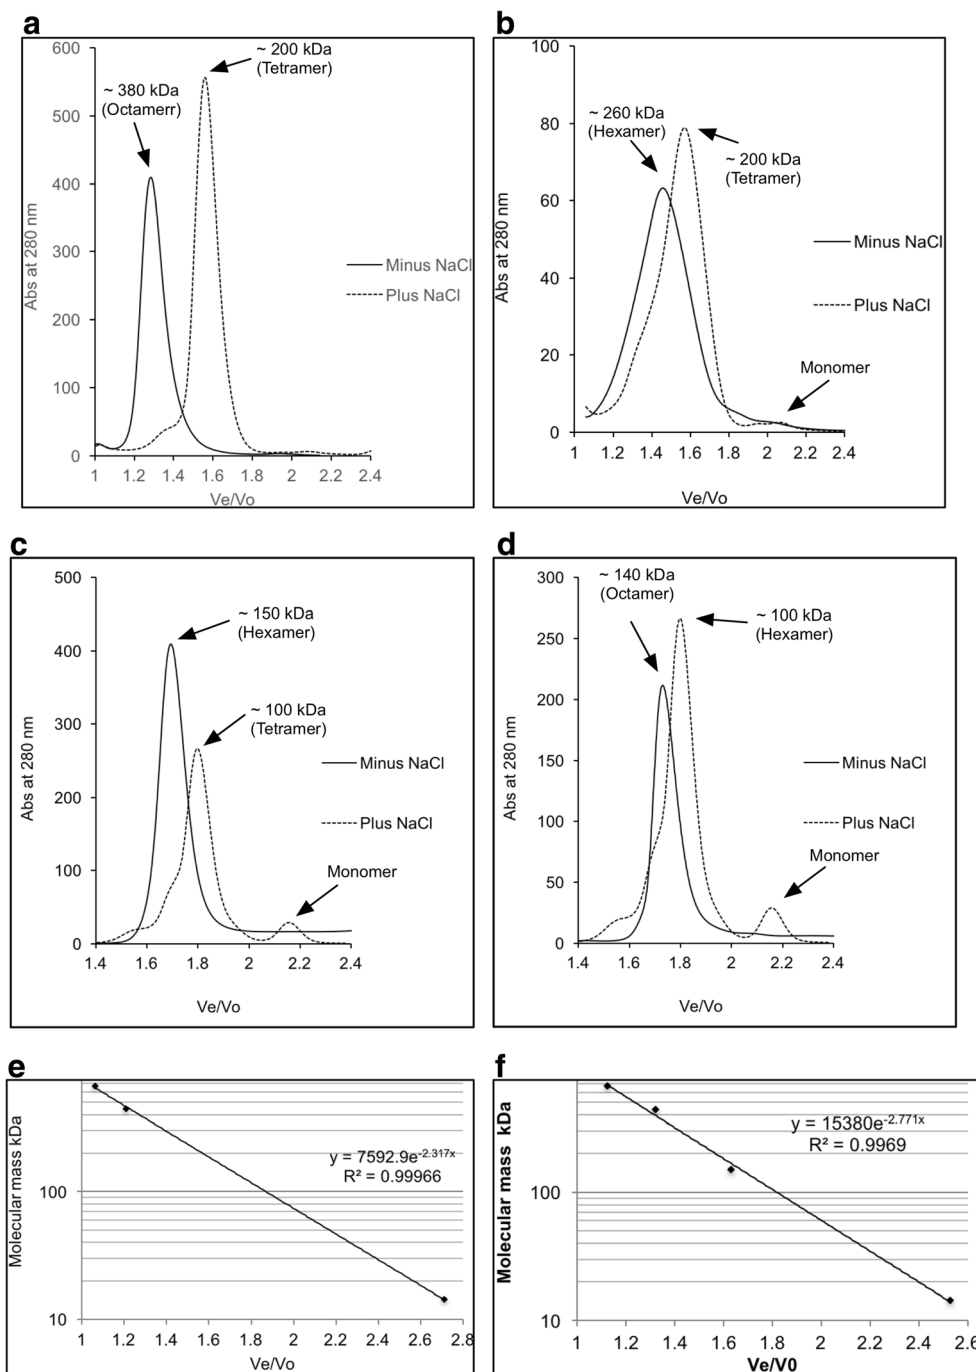 a
600
500
400
300
200
100
0
Abs at 280 nm
~ 380 kDa
(Octamerr)
~ 200 kDa
(Tetramer)
Minus NaCl
Plus NaCl
1 1.2 1.4 1.6 1.8 2 2.2 2.4
Ve/Vo
b
100
80
60
40
20
0
Abs at 280 nm
~ 260 kDa
(Hexamer)
~ 200 kDa
(Tetramer)
Minus NaCl
Plus NaCl
Monomer
1 1.2 1.4 1.6 1.8 2 2.2 2.4
Ve/Vo
c
500
400
300
200
100
0
Abs at 280 nm
~ 150 kDa
(Hexamer)
~ 100 kDa
(Tetramer)
Minus NaCl
Plus NaCl
Monomer
1.4 1.6 1.8 2 2.2 2.4
Ve/Vo
d
300
250
200
150
100
50
0
Abs at 280 nm
~ 140 kDa
(Octamer)
~ 100 kDa
(Hexamer)
Minus NaCl
Plus NaCl
Monomer
1.4 1.6 1.8 2 2.2 2.4
Ve/Vo
e
Molecular mass kDa
100
10
y = 7592.9e^-2.317x
R² = 0.99966
1 1.2 1.4 1.6 1.8 2 2.2 2.4 2.6 2.8
Ve/Vo
f
Molecular mass kDa
100
10
y = 15380e^-2.771x
R² = 0.9969
1 1.2 1.4 1.6 1.8 2 2.2 2.4 2.6
Ve/V0